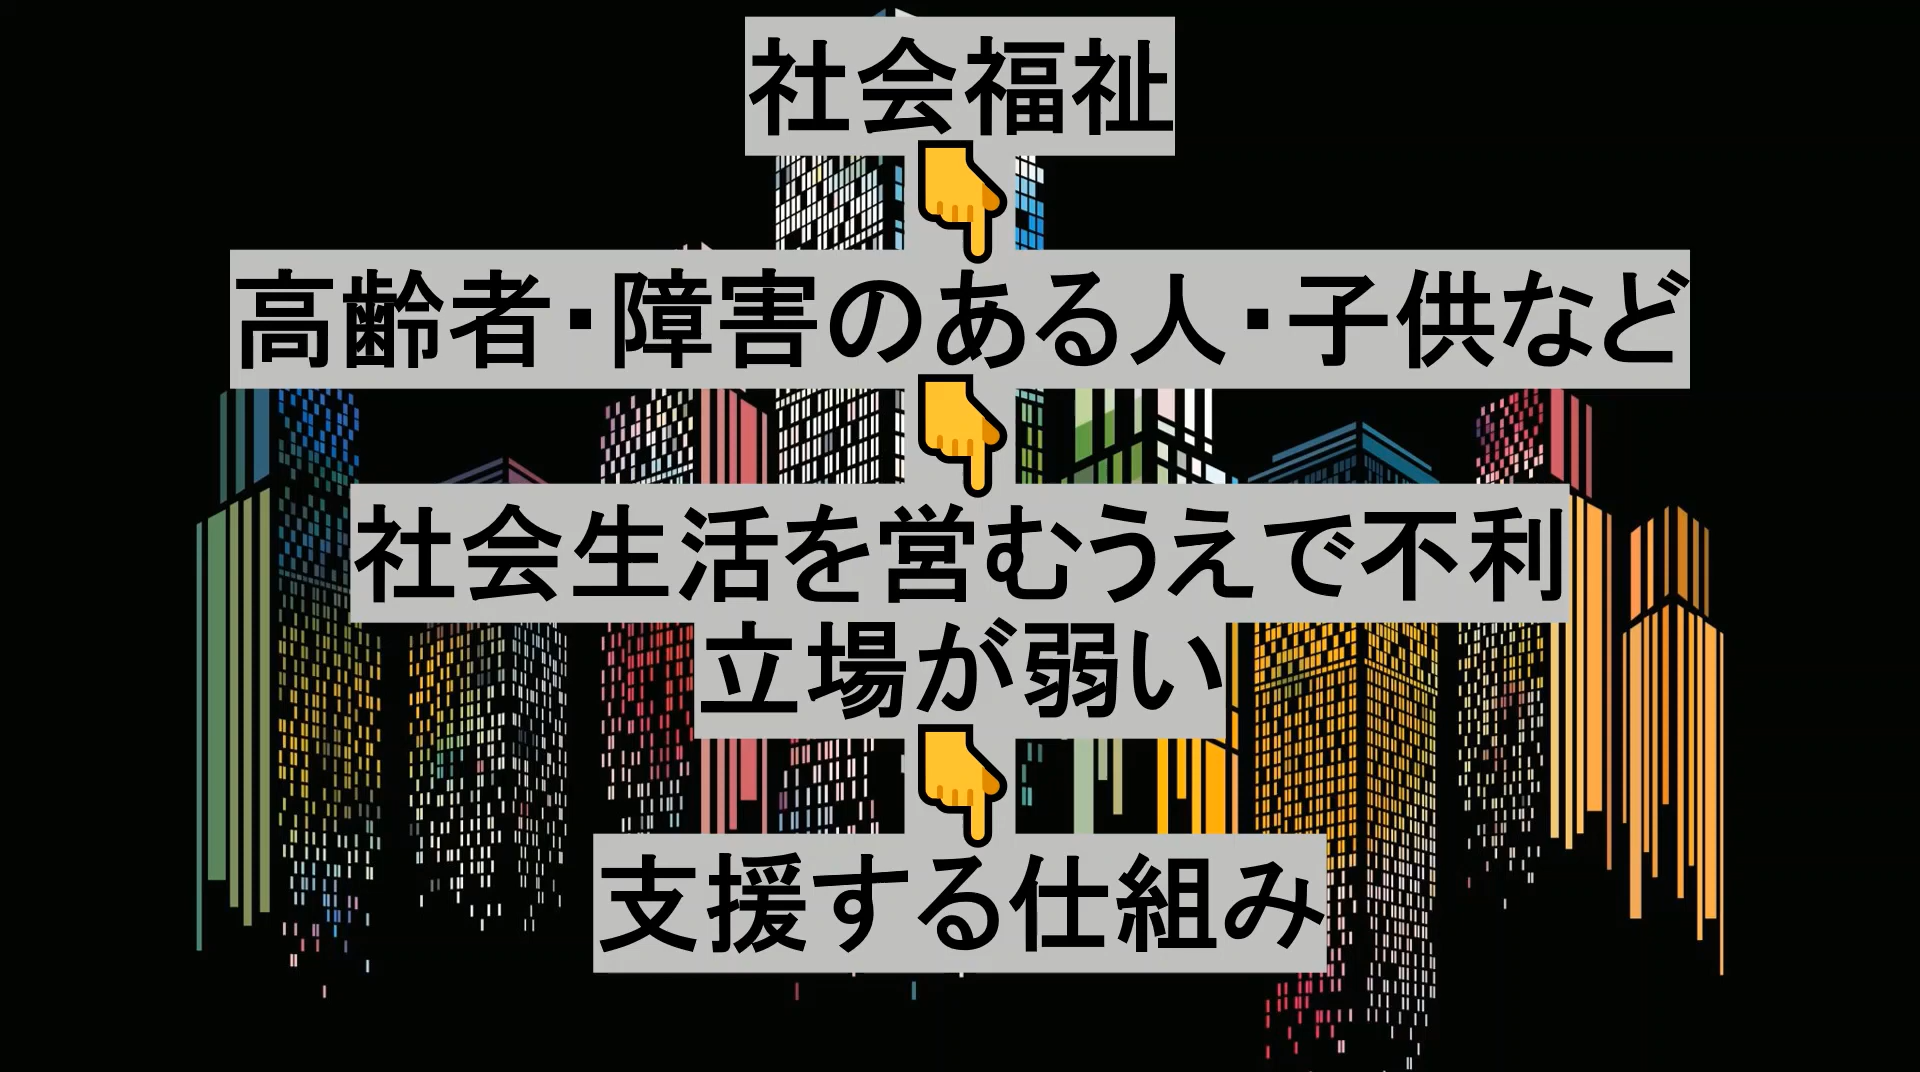 社会福祉
👇
高齢者・障害のある人・子供など
👇
社会生活を営むうえで不利
立場が弱い
👇
支援する仕組み